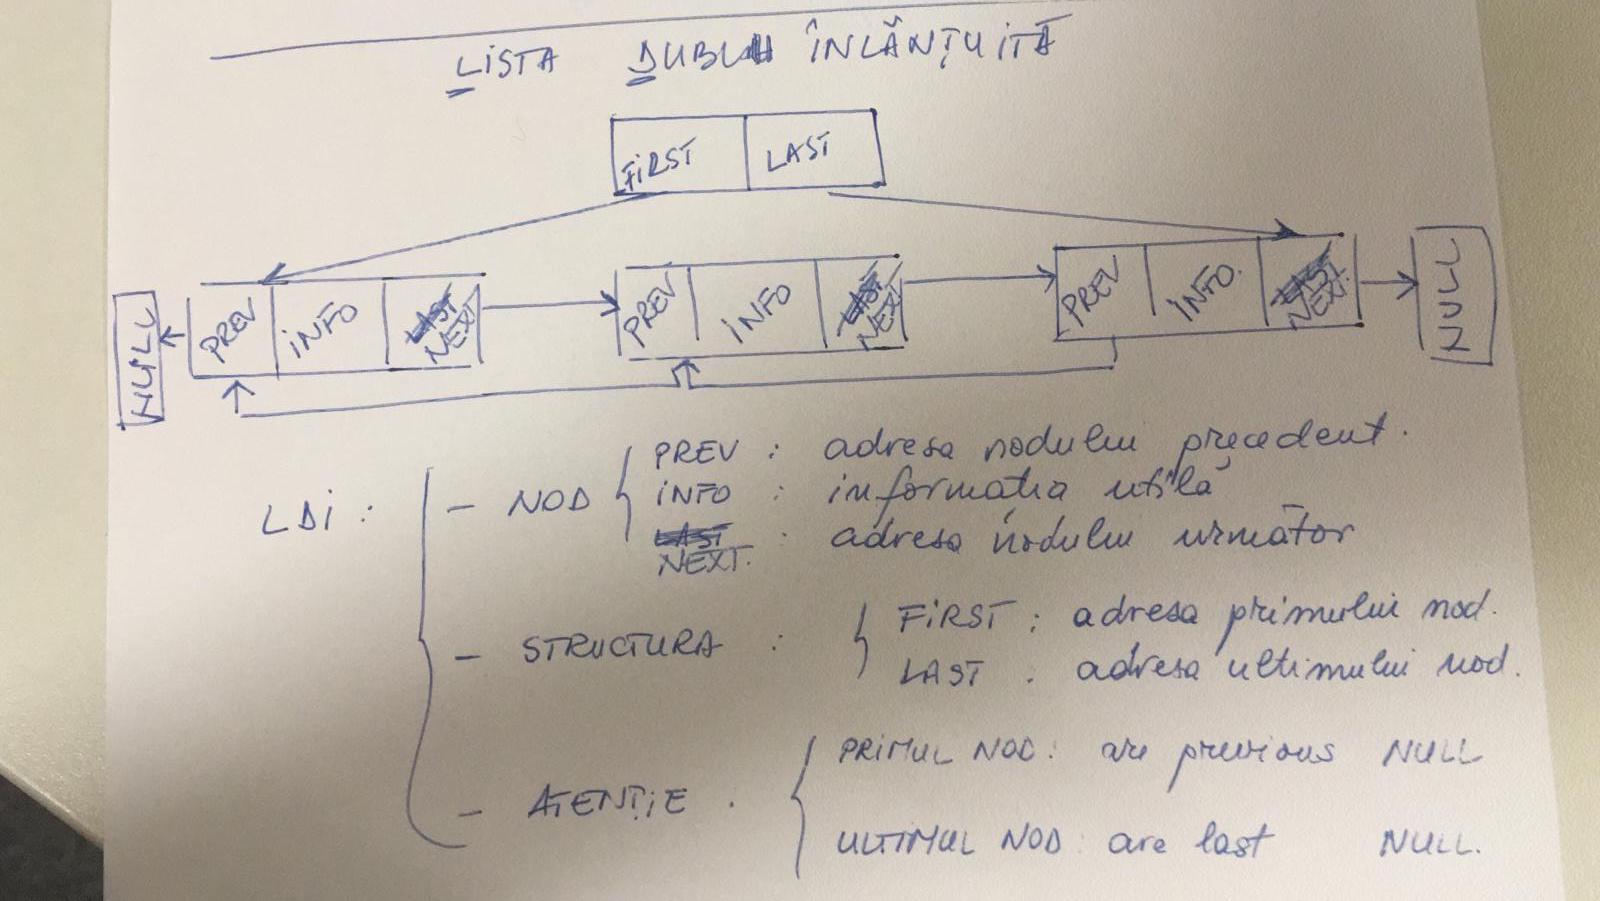 LISTA DUBLU ÎNLĂNȚUITĂ
FIRST LAST
NULL PREV INFO LAST NEXT PREV INFO LAST NEXT PREV INFO LAST NEXT NULL
LDI : - NOD PREV : adresa nodului precedent.
INFO : informația utilă
LAST NEXT. : adresa nodului următor
- STRUCTURA : FIRST : adresa primului nod.
LAST : adresa ultimului nod.
- ATENȚIE . PRIMUL NOD : are previous NULL
ULTIMUL NOD : are last NULL.